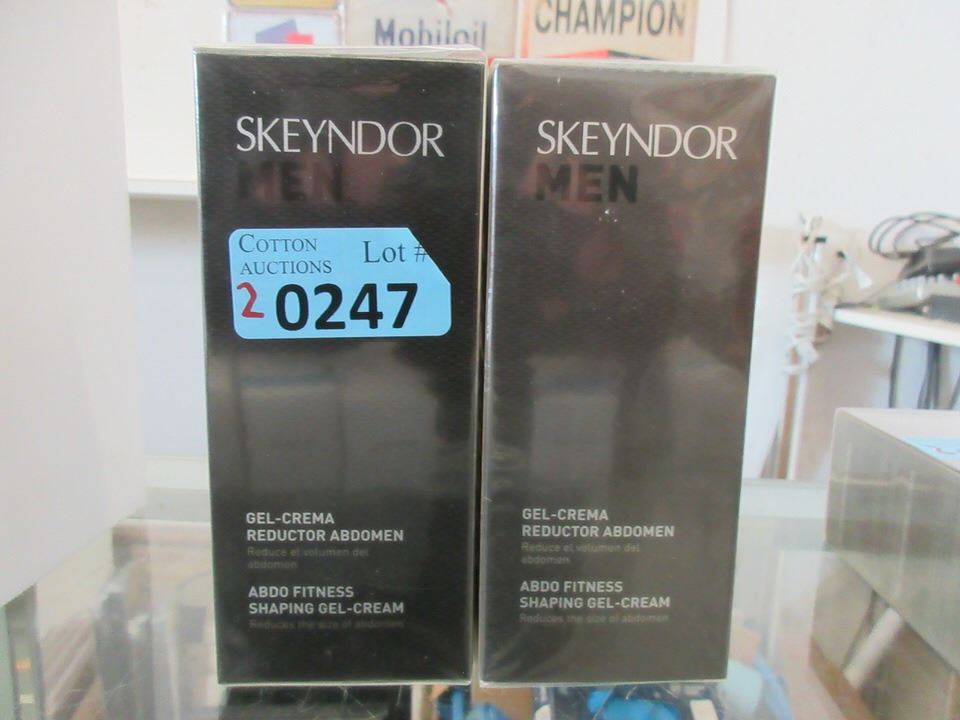 Mobiloil
CHAMPION
SKEYNDOR
MEN
COTTON
AUCTIONS
Lot #
2 0247
GEL-CREMA
REDUCTOR ABDOMEN
Reduce el volumen del
abdomen
ABDO FITNESS
SHAPING GEL-CREAM
Reduces the size of abdomen
SKEYNDOR
MEN
GEL-CREMA
REDUCTOR ABDOMEN
Reduce el volumen del
abdomen
ABDO FITNESS
SHAPING GEL-CREAM
Reduces the size of abdomen